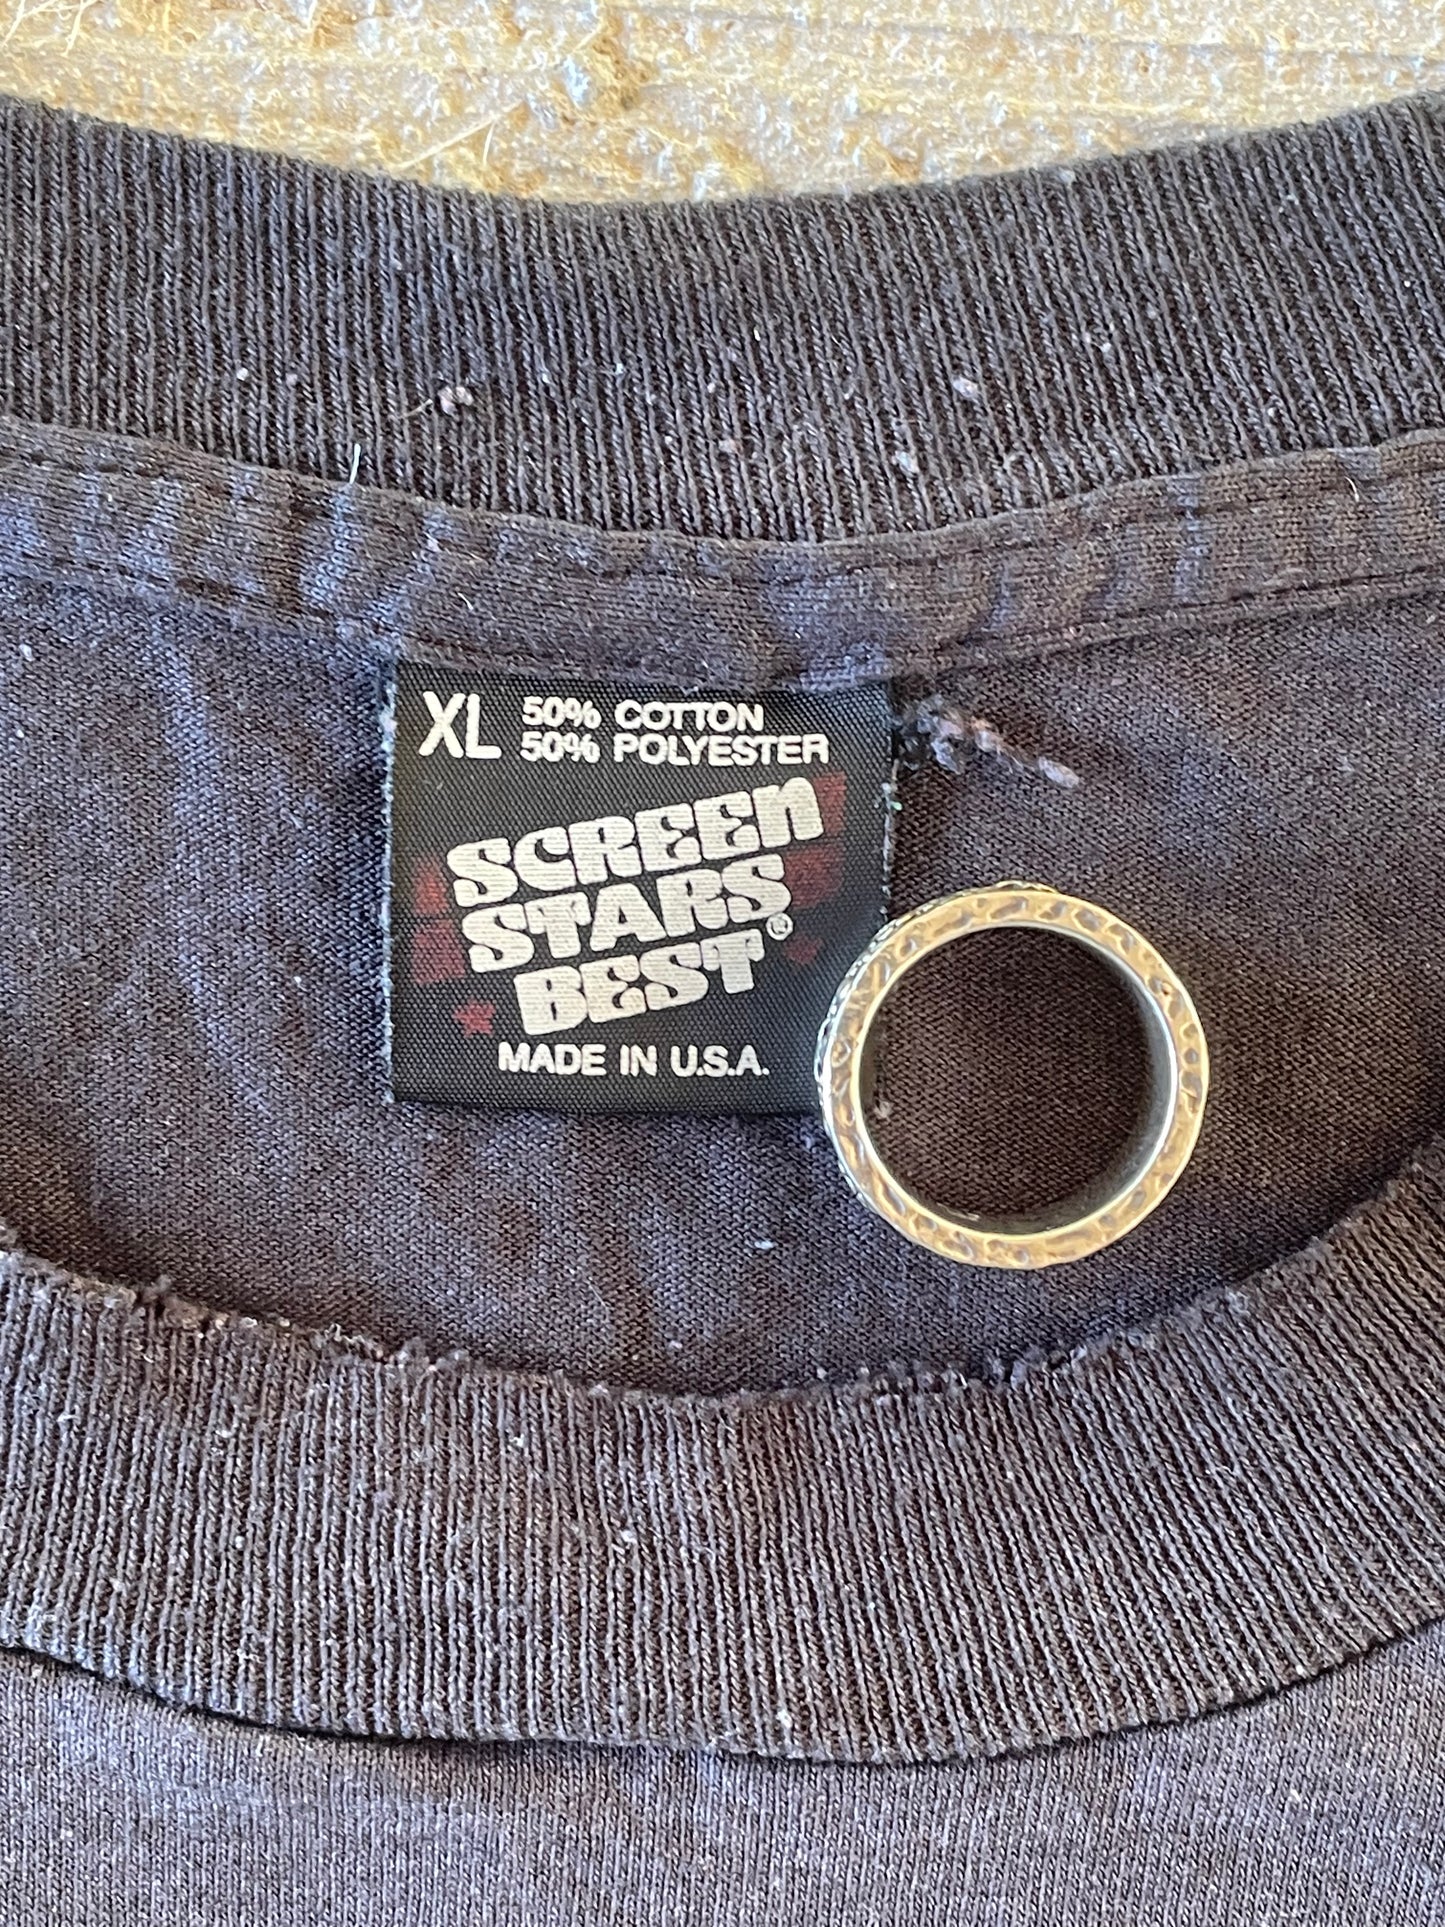 XL
50% COTTON
50% POLYESTER
SCREEN
STARS
BEST®
MADE IN U.S.A.